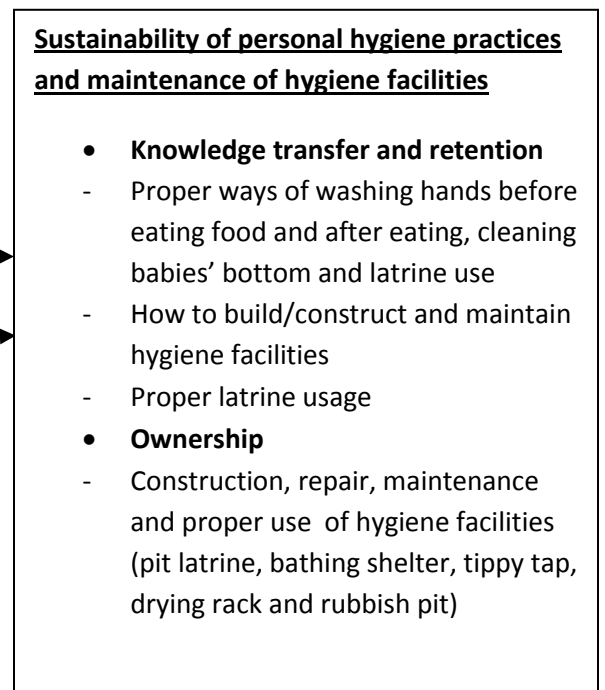 Sustainability of personal hygiene practices
and maintenance of hygiene facilities
• Knowledge transfer and retention
- Proper ways of washing hands before
eating food and after eating, cleaning
babies’ bottom and latrine use
- How to build/construct and maintain
hygiene facilities
- Proper latrine usage
• Ownership
- Construction, repair, maintenance
and proper use of hygiene facilities
(pit latrine, bathing shelter, tippy tap,
drying rack and rubbish pit)